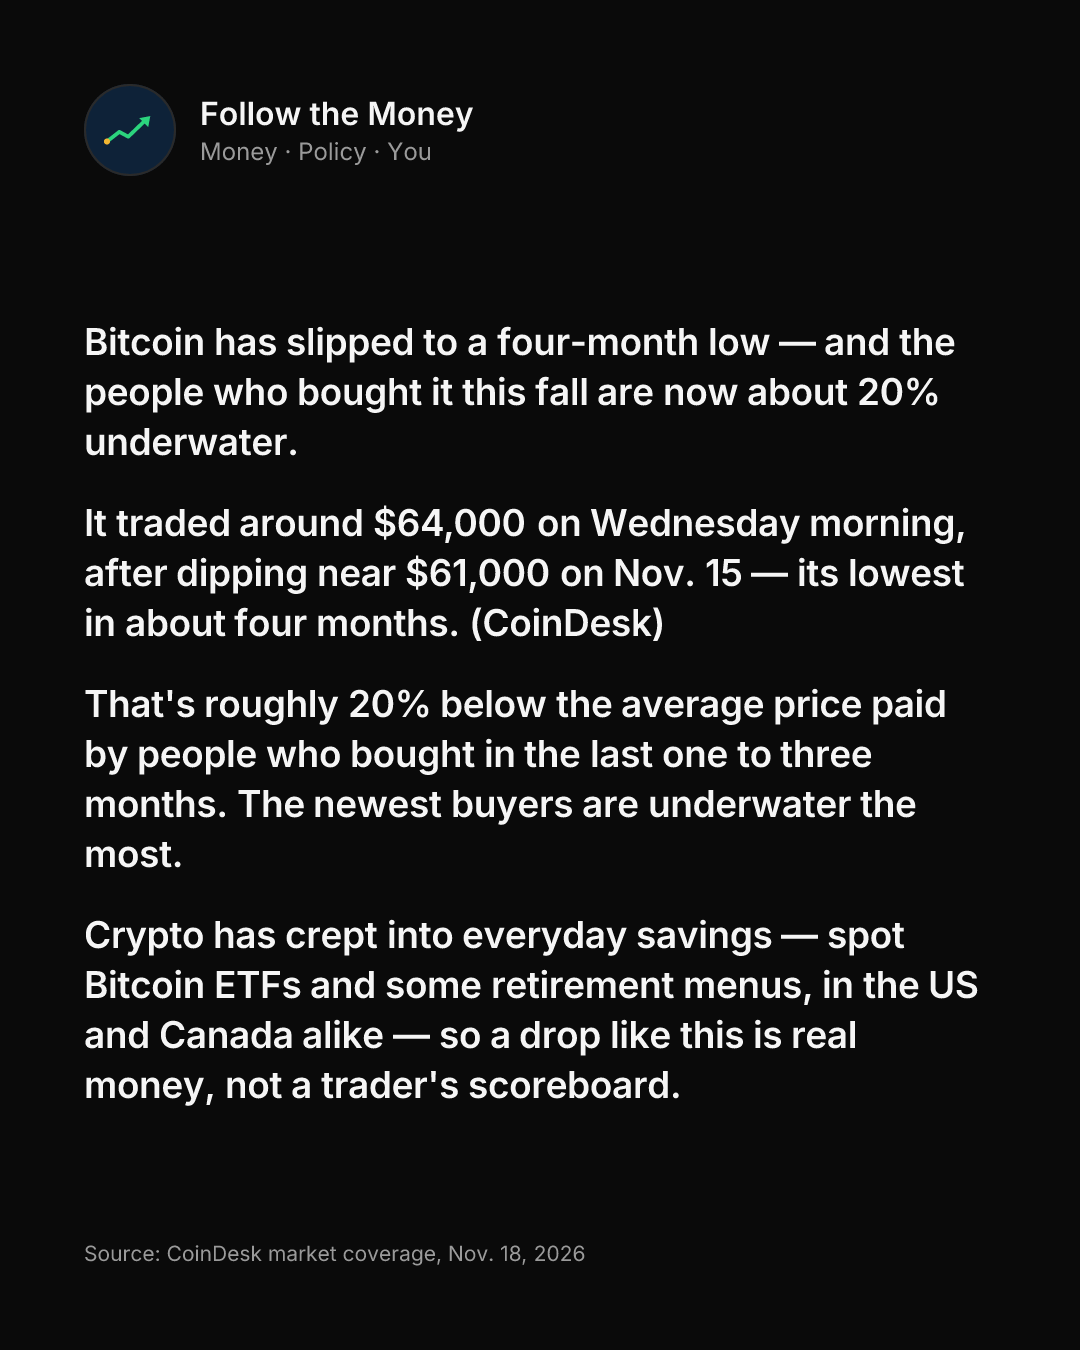 Follow the Money
Money · Policy · You
Bitcoin has slipped to a four-month low — and the
people who bought it this fall are now about 20%
underwater.
It traded around $64,000 on Wednesday morning,
after dipping near $61,000 on Nov. 15 — its lowest
in about four months. (CoinDesk)
That's roughly 20% below the average price paid
by people who bought in the last one to three
months. The newest buyers are underwater the
most.
Crypto has crept into everyday savings — spot
Bitcoin ETFs and some retirement menus, in the US
and Canada alike — so a drop like this is real
money, not a trader's scoreboard.
Source: CoinDesk market coverage, Nov. 18, 2026